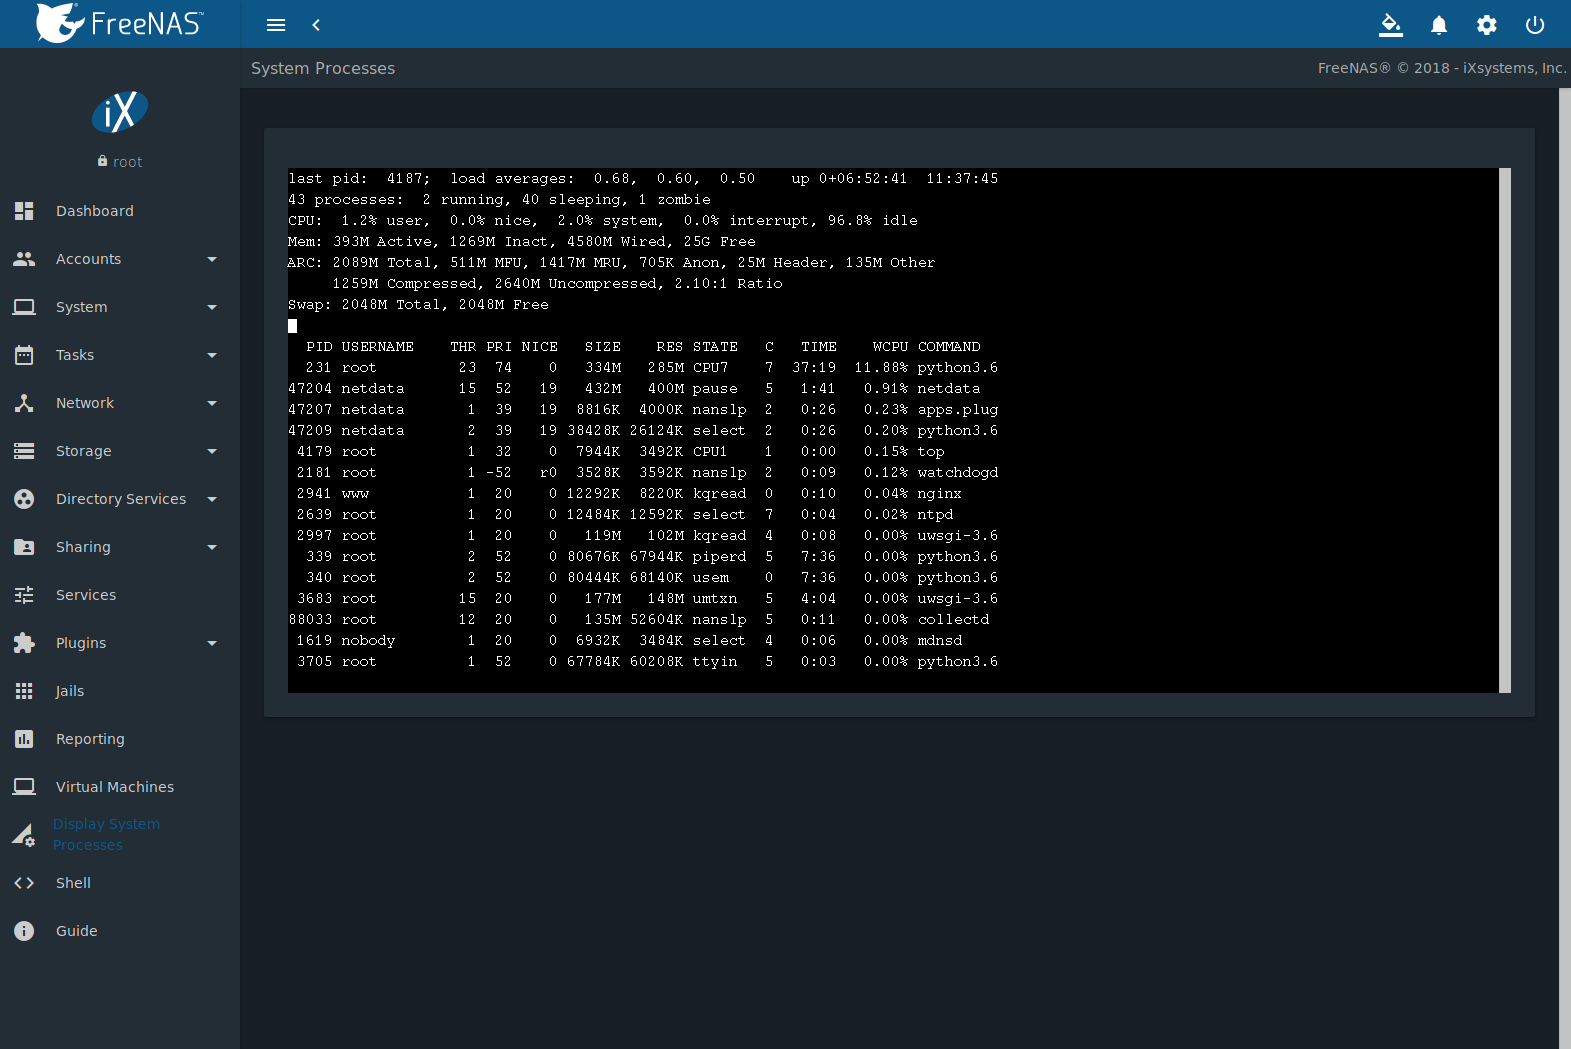 FreeNAS™
System Processes
FreeNAS® © 2018 - iXsystems, Inc.
iX
root
Dashboard
Accounts
System
Tasks
Network
Storage
Directory Services
Sharing
Services
Plugins
Jails
Reporting
Virtual Machines
Display System
Processes
Shell
Guide
last pid:  4187;  load averages:  0.68,  0.60,  0.50    up 0+06:52:41  11:37:45
43 processes:  2 running, 40 sleeping, 1 zombie
CPU:  1.2% user,  0.0% nice,  2.0% system,  0.0% interrupt, 96.8% idle
Mem: 393M Active, 1269M Inact, 4580M Wired, 25G Free
ARC: 2089M Total, 511M MFU, 1417M MRU, 705K Anon, 25M Header, 135M Other
     1259M Compressed, 2640M Uncompressed, 2.10:1 Ratio
Swap: 2048M Total, 2048M Free
  PID USERNAME    THR PRI NICE   SIZE    RES STATE   C   TIME    WCPU COMMAND
  231 root         23  74    0   334M   285M CPU7    7  37:19  11.88% python3.6
47204 netdata      15  52   19   432M   400M pause   5   1:41   0.91% netdata
47207 netdata       1  39   19  8816K  4000K nanslp  2   0:26   0.23% apps.plug
47209 netdata       2  39   19 38428K 26124K select  2   0:26   0.20% python3.6
 4179 root          1  32    0  7944K  3492K CPU1    1   0:00   0.15% top
 2181 root          1 -52   r0  3528K  3592K nanslp  2   0:09   0.12% watchdogd
 2941 www           1  20    0 12292K  8220K kqread  0   0:10   0.04% nginx
 2639 root          1  20    0 12484K 12592K select  7   0:04   0.02% ntpd
 2997 root          1  20    0   119M   102M kqread  4   0:08   0.00% uwsgi-3.6
  339 root          2  52    0 80676K 67944K piperd  5   7:36   0.00% python3.6
  340 root          2  52    0 80444K 68140K usem    0   7:36   0.00% python3.6
 3683 root         15  20    0   177M   148M umtxn   5   4:04   0.00% uwsgi-3.6
88033 root         12  20    0   135M 52604K nanslp  5   0:11   0.00% collectd
 1619 nobody        1  20    0  6932K  3484K select  4   0:06   0.00% mdnsd
 3705 root          1  52    0 67784K 60208K ttyin   5   0:03   0.00% python3.6